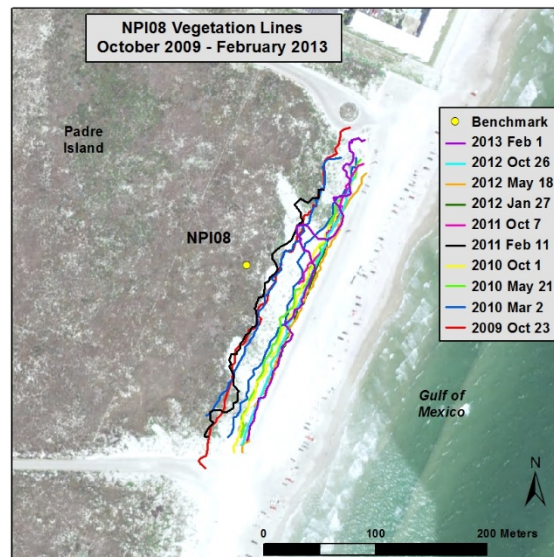 NPI08 Vegetation Lines
October 2009 - February 2013
Padre
Island
NPI08
Benchmark
2013 Feb 1
2012 Oct 26
2012 May 18
2012 Jan 27
2011 Oct 7
2011 Feb 11
2010 Oct 1
2010 May 21
2010 Mar 2
2009 Oct 23
Gulf of
Mexico
N
0 100 200 Meters